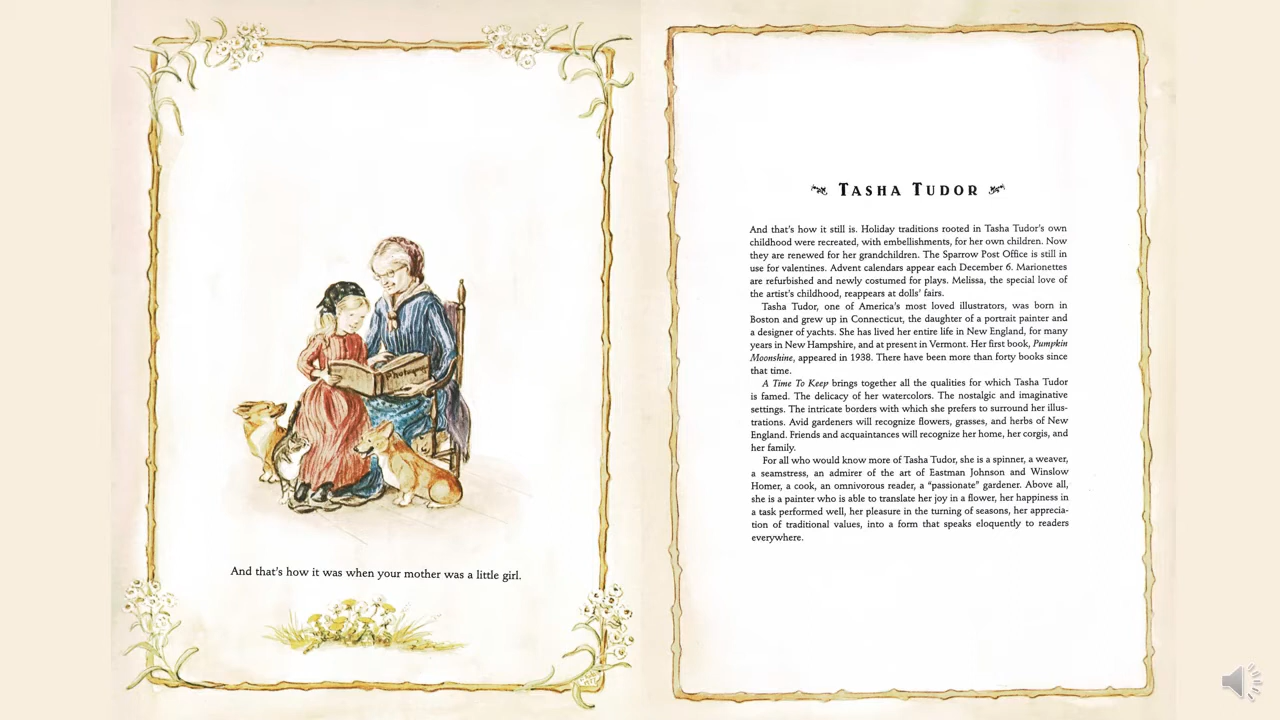 And that's how it was when your mother was a little girl.
TASHA TUDOR
And that's how it still is. Holiday traditions rooted in Tasha Tudor's own
childhood were recreated, with embellishments, for her own children. Now
they are renewed for her grandchildren. The Sparrow Post Office is still in
use for valentines. Advent calendars appear each December 6. Marionettes
are refurbished and newly costumed for plays. Melissa, the special love of
the artist's childhood, reappears at dolls' fairs.
Tasha Tudor, one of America's most loved illustrators, was born in
Boston and grew up in Connecticut, the daughter of a portrait painter and
a designer of yachts. She has lived her entire life in New England, for many
years in New Hampshire, and at present in Vermont. Her first book, Pumpkin
Moonshine, appeared in 1938. There have been more than forty books since
that time.
A Time To Keep brings together all the qualities for which Tasha Tudor
is famed. The delicacy of her watercolors. The nostalgic and imaginative
settings. The intricate borders with which she prefers to surround her illus-
trations. Avid gardeners will recognize flowers, grasses, and herbs of New
England. Friends and acquaintances will recognize her home, her corgis, and
her family.
For all who would know more of Tasha Tudor, she is a spinner, a weaver,
a seamstress, an admirer of the art of Eastman Johnson and Winslow
Homer, a cook, an omnivorous reader, a “passionate” gardener. Above all,
she is a painter who is able to translate her joy in a flower, her happiness in
a task performed well, her pleasure in the turning of seasons, her apprecia-
tion of traditional values, into a form that speaks eloquently to readers
everywhere.